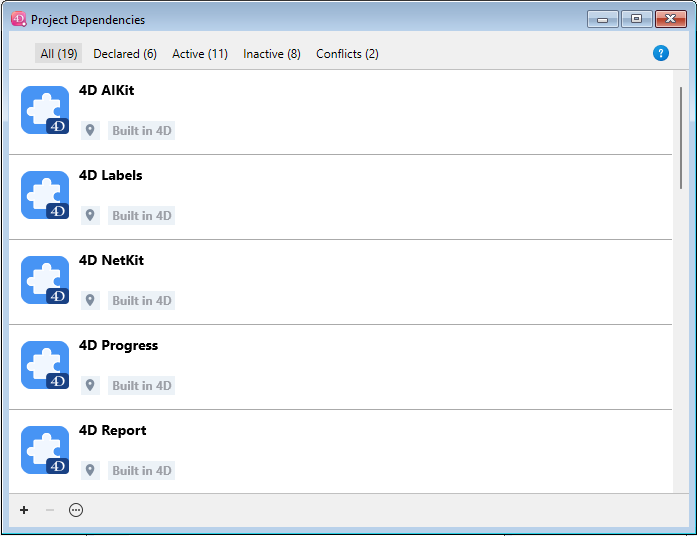 Project Dependencies
All (19) Declared (6) Active (11) Inactive (8) Conflicts (2) ?
4D AIKit
4D Built in 4D
4D Labels
4D Built in 4D
4D NetKit
4D Built in 4D
4D Progress
4D Built in 4D
4D Report
4D Built in 4D